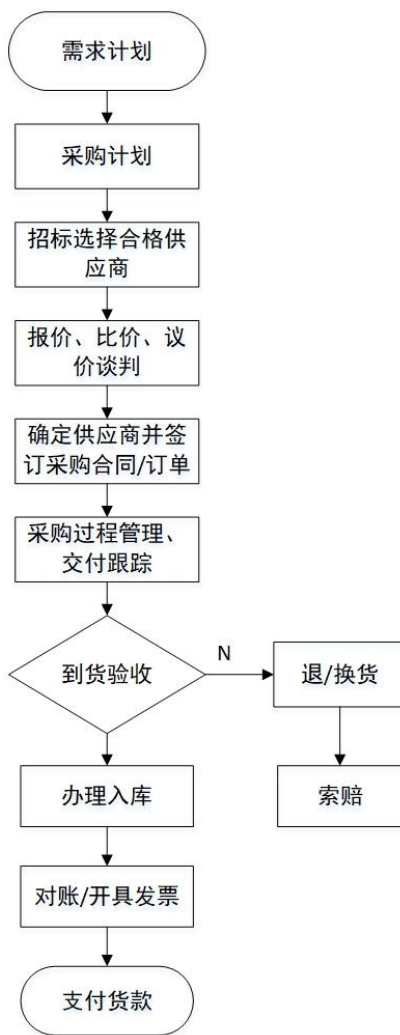 需求计划
采购计划
招标选择合格供
应商
报价、比价、议
价谈判
确定供应商并签
订采购合同/订单
采购过程管理、
交付跟踪
到货验收
N
退/换货
办理入库
索赔
对账/开具发票
支付货款